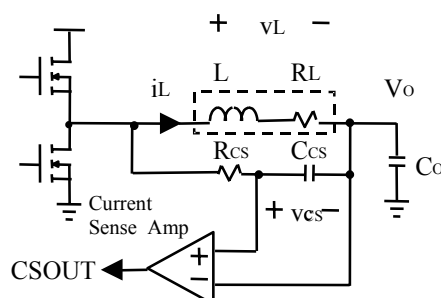 + vL −
iL L RL VO
RCS CCS CO
Current + vcs −
Sense Amp
CSOUT + −